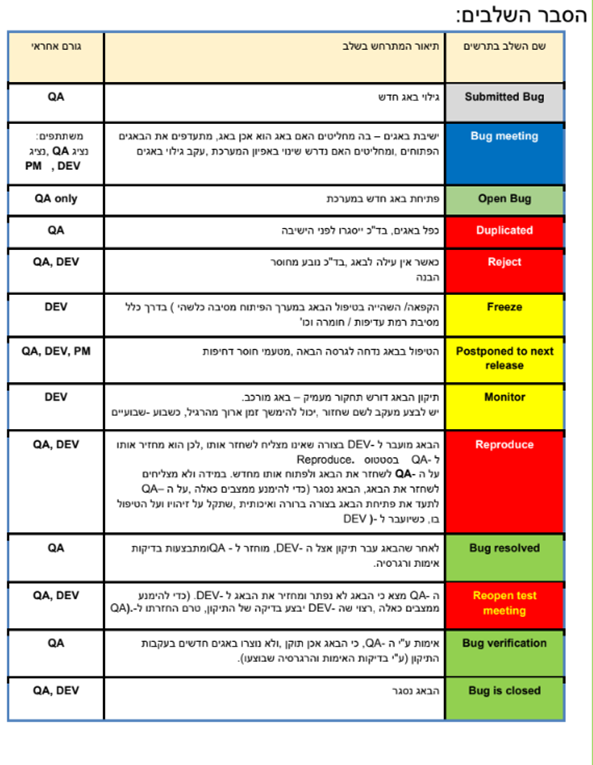 הסבר השלבים:
שם השלב בתרשים תיאור המתרחש בשלב גורם אחראי
Submitted Bug גילוי באג חדש QA
Bug meeting ישיבת באגים – בה מחליטים האם באג הוא אכן באג, מתעדפים את הבאגים משתתפים:
הפתוחים ,ומחליטים האם נדרש שינוי באפיון המערכת ,עקב גילוי באגים נציג QA ,נציג
PM , DEV
Open Bug פתיחת באג חדש במערכת QA only
Duplicated כפל באגים, בד"כ ייסגרו לפני הישיבה QA
Reject כאשר אין עילה לבאג ,בד"כ נובע מחוסר QA, DEV
הבנה
Freeze הקפאה/ השהייה בטיפול הבאג במערך הפיתוח מסיבה כלשהי ) בדרך כלל DEV
מסיבת רמת עדיפות / חומרה וכו'
Postponed to next הטיפול בבאג נדחה לגרסה הבאה ,מטעמי חוסר דחיפות QA, DEV, PM
release
Monitor תיקון הבאג דורש תחקור מעמיק – באג מורכב. DEV
יש לבצע מעקב לשם שחזור ,יכול להימשך זמן ארוך מהרגיל, כשבוע -שבועיים
Reproduce הבאג מועבר ל -DEV בצורה שאינו מצליח לשחזר אותו ,לכן הוא מחזיר אותו QA, DEV
ל -QA בסטטוס Reproduce.
על ה -QA לשחזר את הבאג ולפתוח אותו מחדש. במידה ולא מצליחים
לשחזר את הבאג, הבאג נסגר (כדי להימנע ממצבים כאלה ,על ה –QA
לתעד את פתיחת הבאג בצורה ברורה ואיכותית ,שתקל על זיהויו ועל הטיפול
בו, כשיועבר ל -( DEV
Bug resolved לאחר שהבאג עבר תיקון אצל ה -DEV, מוחזר ל - QAומתבצעות בדיקות QA
אימות ורגרסיה.
Reopen test ה -QA מצא כי הבאג לא נפתר ומחזיר את הבאג ל -DEV. (כדי להימנע QA, DEV
meeting ממצבים כאלה ,רצוי שה -DEV יבצע בדיקה של התיקון, טרם החזרתו ל-QA).
Bug verification אימות ע"י ה -QA, כי הבאג אכן תוקן ,ולא נוצרו באגים חדשים בעקבות QA
התיקון (ע"י בדיקות האימות והרגרסיה שבוצעו).
Bug is closed הבאג נסגר QA, DEV